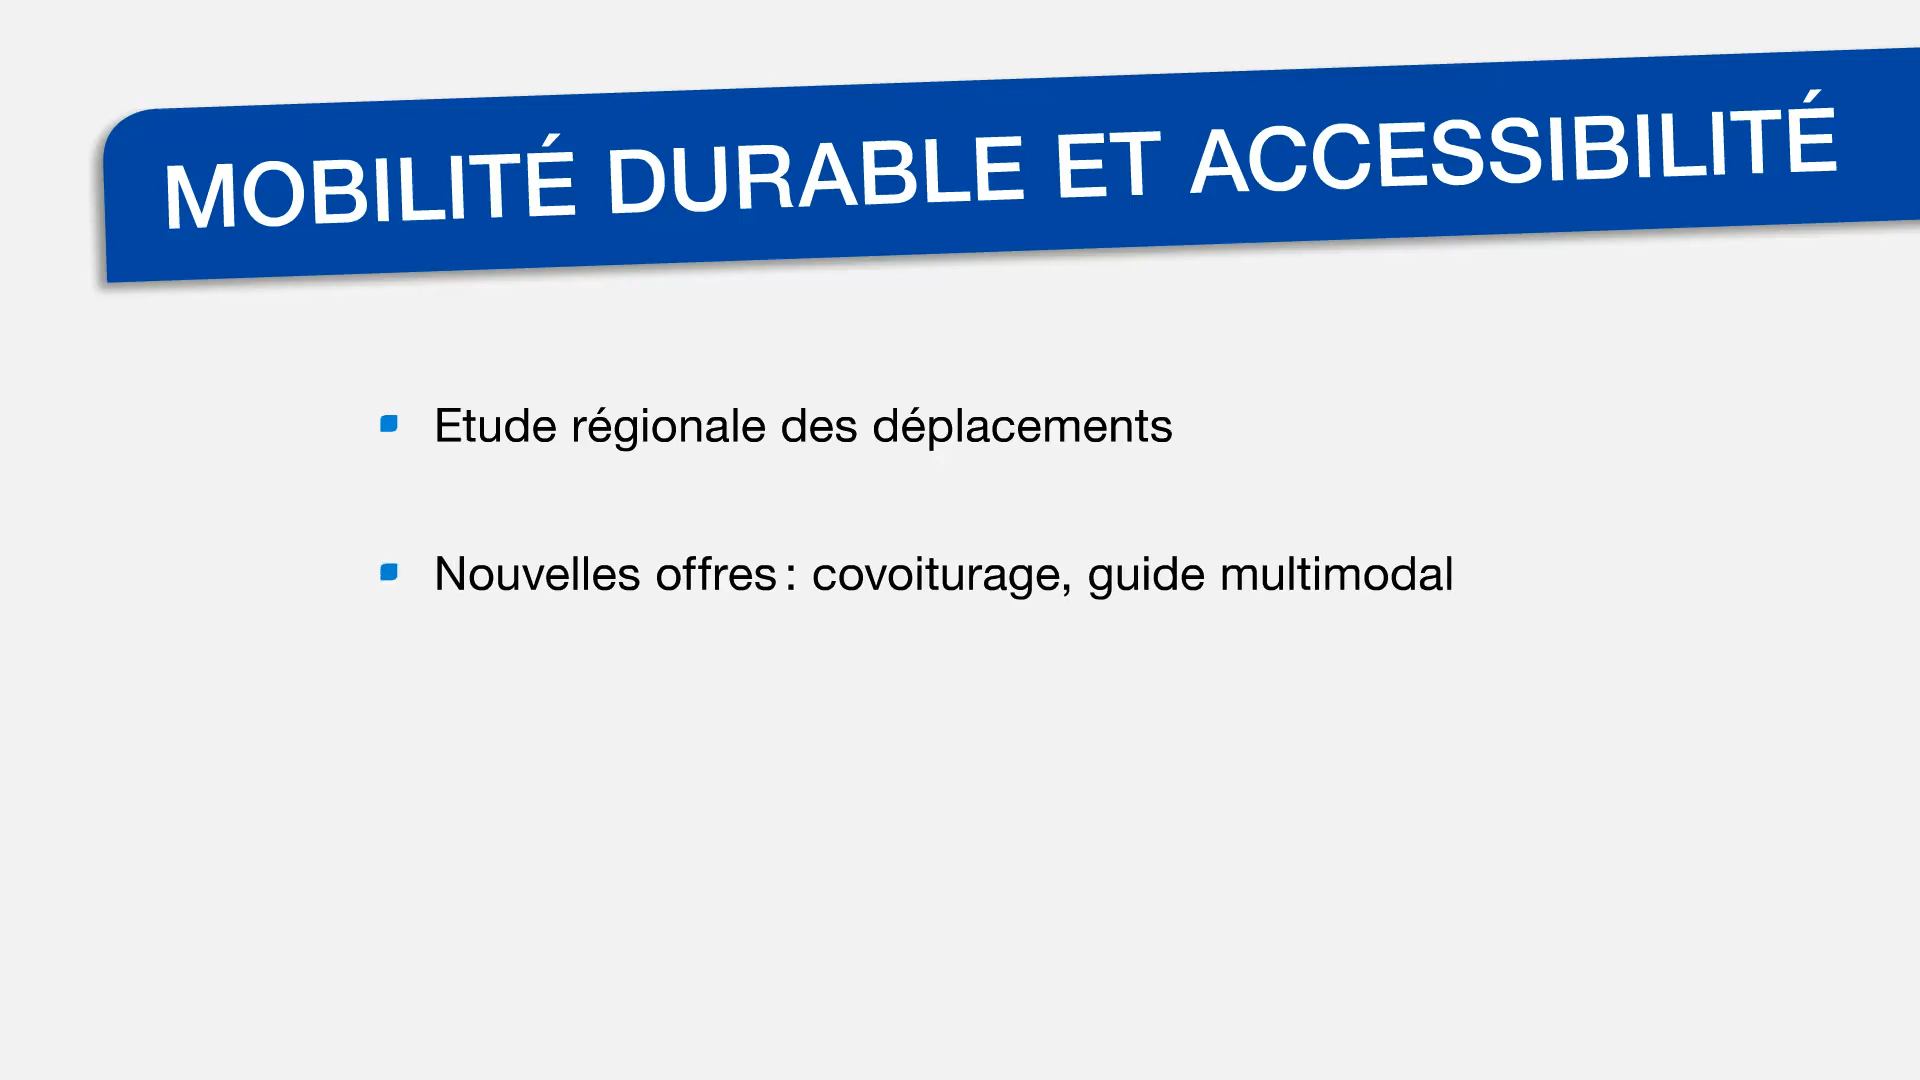 MOBILITÉ DURABLE ET ACCESSIBILITÉ
Etude régionale des déplacements
Nouvelles offres : covoiturage, guide multimodal